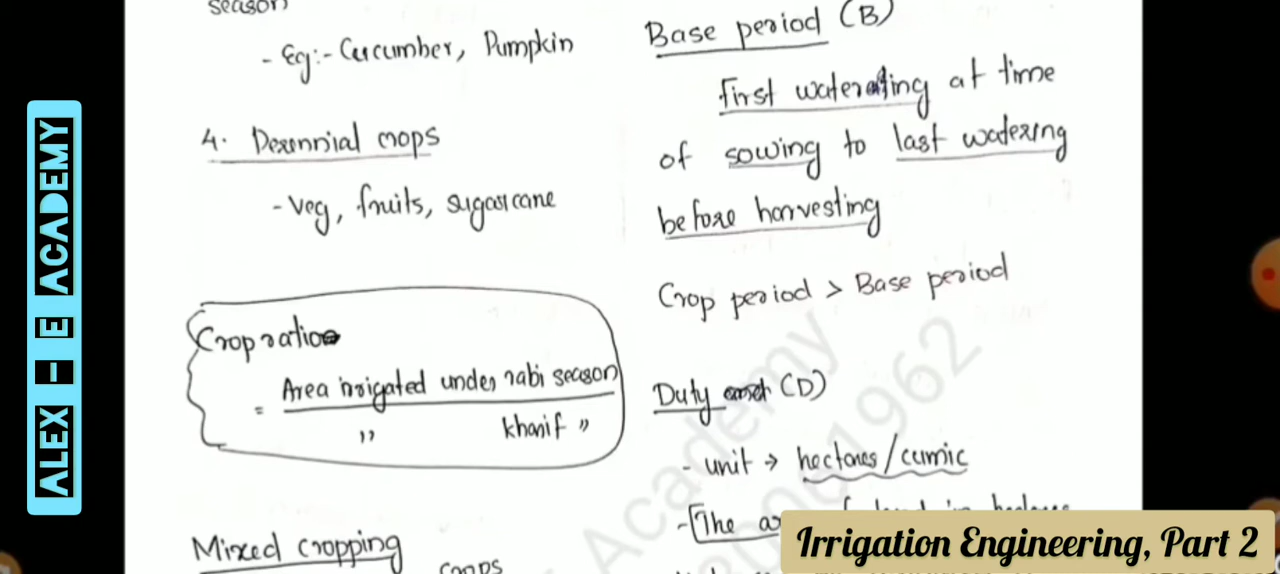 season
- Eg:- Cucumber, Pumpkin
4. Perennial crops
- Veg, fruits, sugarcane
Crop ratio
= Area irrigated under rabi season
" kharif "
Mixed cropping
crops
Base period (B)
First watering at time
of sowing to last watering
before harvesting
Crop period > Base period
Duty (D)
- unit → hectares/cumic
- The
ALEX - E ACADEMY
Academy
Irrigation Engineering, Part 2